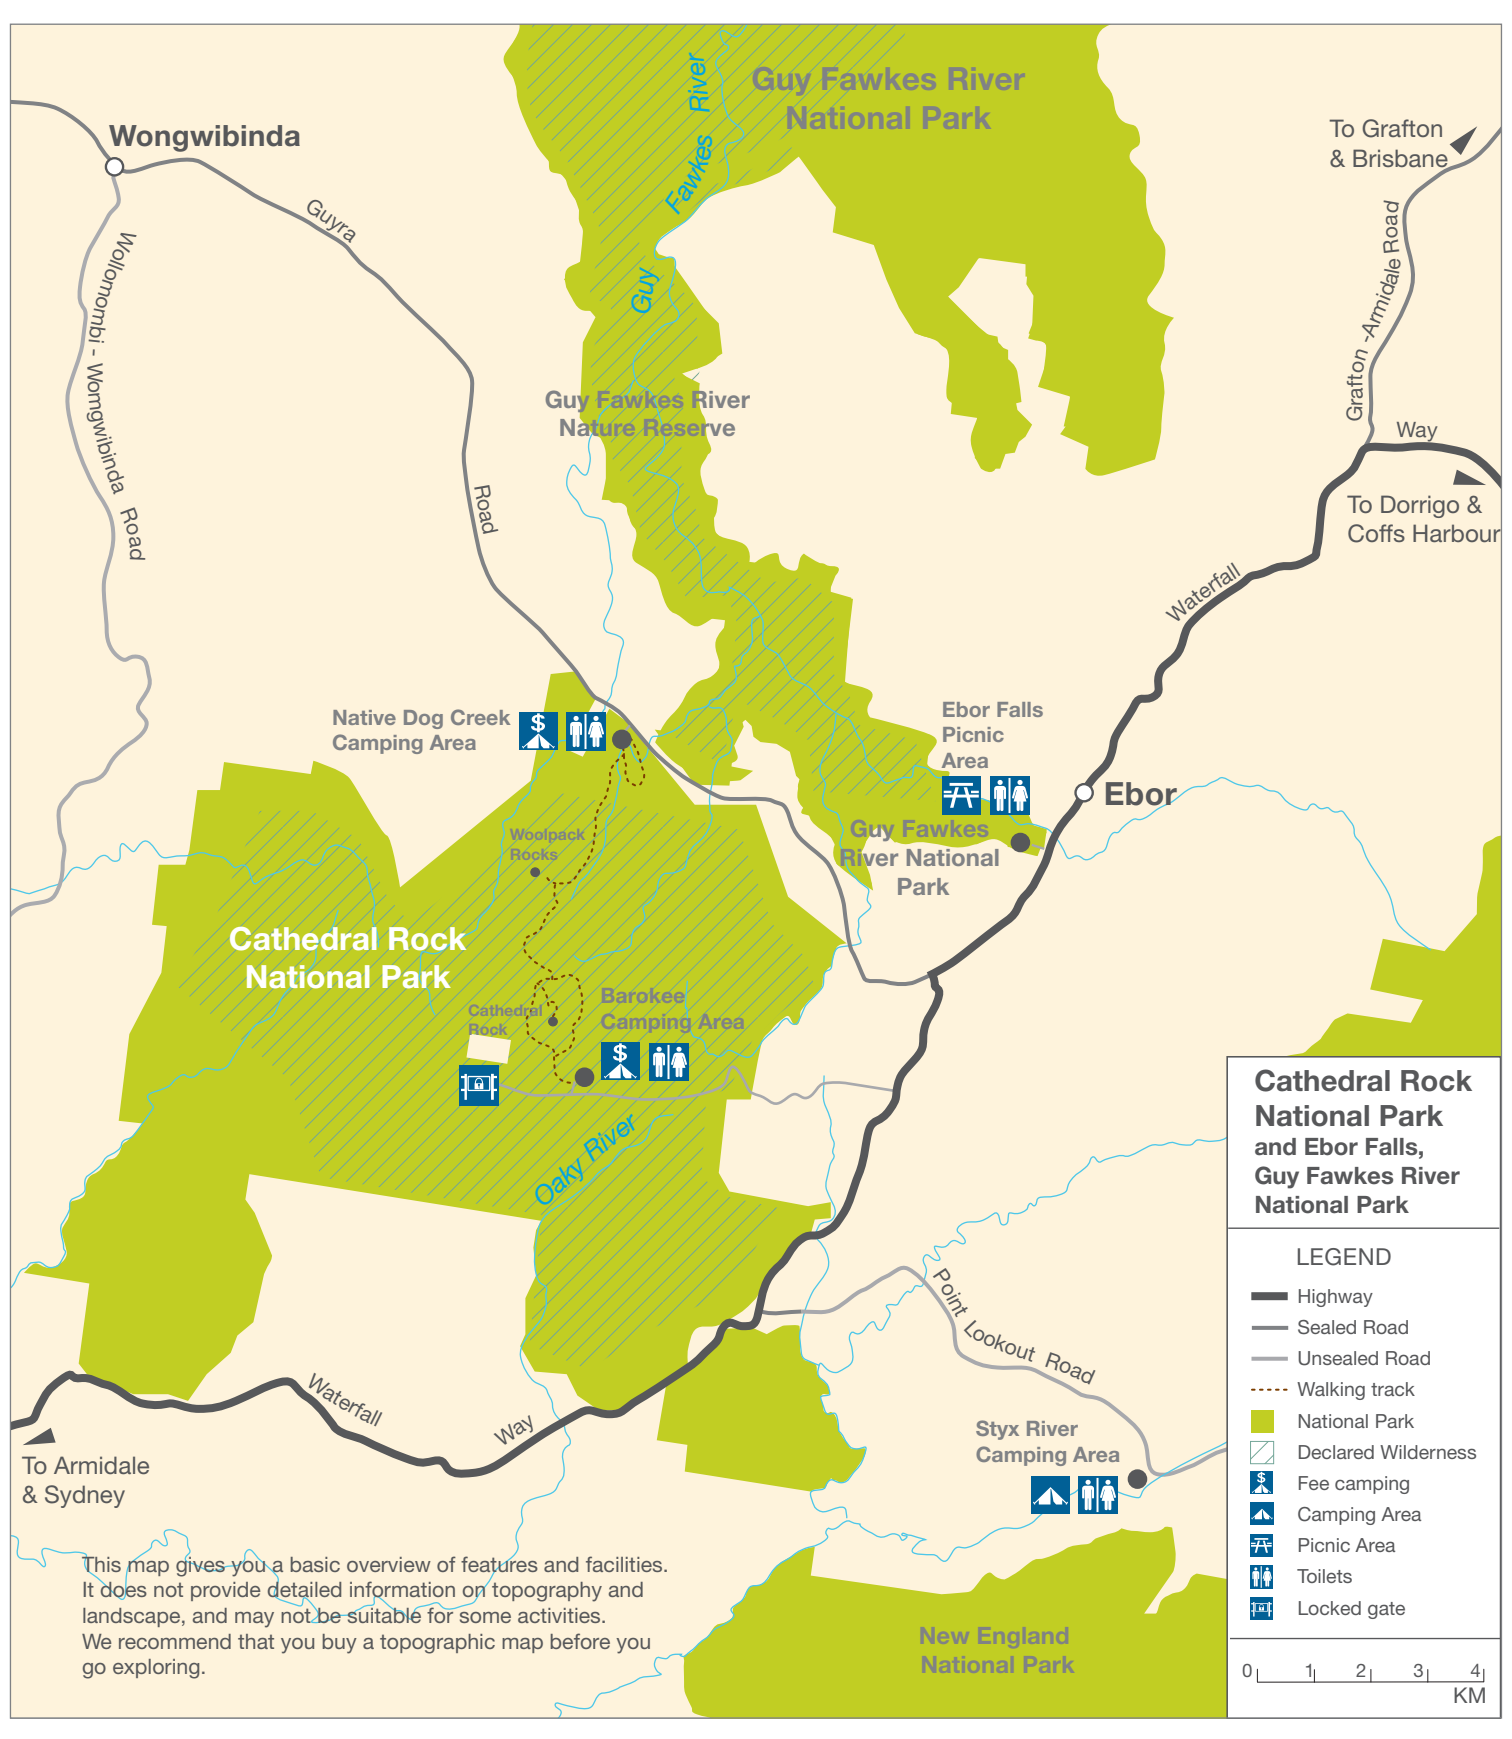 Guy Fawkes River
National Park
River
Fawkes
Guy
To Grafton
& Brisbane
Wongwibinda
Guyra
Road
Wollomombi - Womgwibinda Road
Grafton -Armidale Road
Way
To Dorrigo &
Coffs Harbour
Waterfall
Guy Fawkes River
Nature Reserve
Native Dog Creek
Camping Area
$
Ebor Falls
Picnic
Area
Ebor
Guy Fawkes
River National
Park
Woolpack
Rocks
Cathedral Rock
National Park
Cathedral
Rock
Barokee
Camping Area
$
Oaky River
Point Lookout Road
Waterfall
Way
To Armidale
& Sydney
Styx River
Camping Area
New England
National Park
This map gives you a basic overview of features and facilities.
It does not provide detailed information on topography and
landscape, and may not be suitable for some activities.
We recommend that you buy a topographic map before you
go exploring.
Cathedral Rock
National Park
and Ebor Falls,
Guy Fawkes River
National Park
LEGEND
Highway
Sealed Road
Unsealed Road
Walking track
National Park
Declared Wilderness
$ Fee camping
Camping Area
Picnic Area
Toilets
Locked gate
0 1 2 3 4
KM